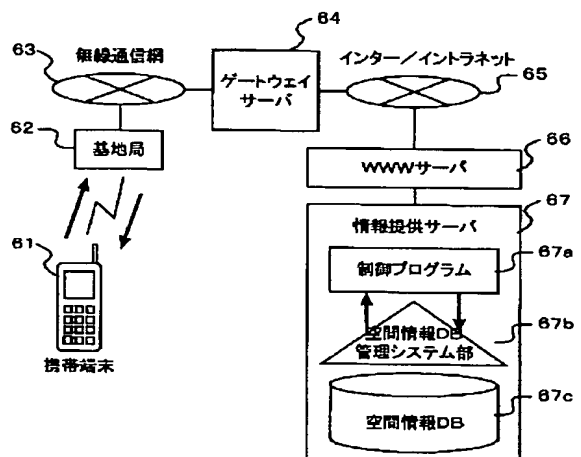 64
63
無線通信網
ゲートウェイ
サーバ
インター／イントラネット
65
62
基地局
66
WWWサーバ
67
情報提供サーバ
61
67a
制御プログラム
67b
空間情報DB
管理システム部
携帯端末
67c
空間情報DB